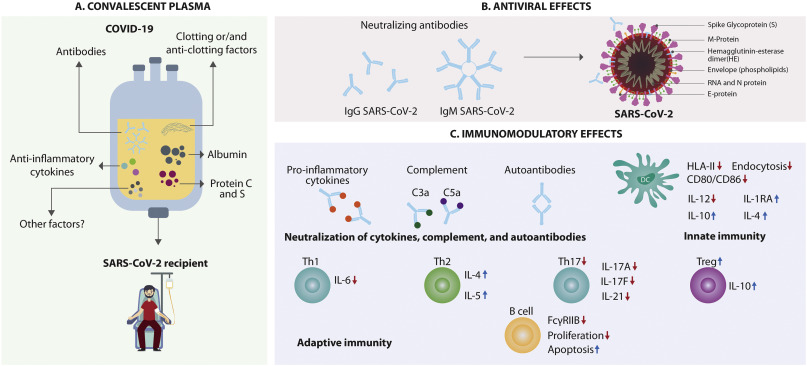 A. CONVALESCENT PLASMA
COVID-19
Antibodies
Clotting or/and
anti-clotting factors
Anti-inflammatory
cytokines
Albumin
Protein C
and S
Other factors?
SARS-CoV-2 recipient
B. ANTIVIRAL EFFECTS
Neutralizing antibodies
IgG SARS-CoV-2
IgM SARS-CoV-2
Spike Glycoprotein (S)
M-Protein
Hemagglutinin-esterase
dimer(HE)
Envelope (phospholipids)
RNA and N protein
E-protein
SARS-CoV-2
C. IMMUNOMODULATORY EFFECTS
Pro-inflammatory
cytokines
Complement
C3a
C5a
Autoantibodies
DC
HLA-II↓ Endocytosis↓
CD80/CD86↓
IL-12↓ IL-1RA↑
IL-10↑ IL-4↑
Neutralization of cytokines, complement, and autoantibodies
Innate immunity
Th1
IL-6↓
Th2
IL-4↑
IL-5↑
Th17↓
IL-17A↓
IL-17F↓
IL-21↓
Treg↑
IL-10↑
B cell
FcγRIIB↓
Proliferation↓
Apoptosis↑
Adaptive immunity